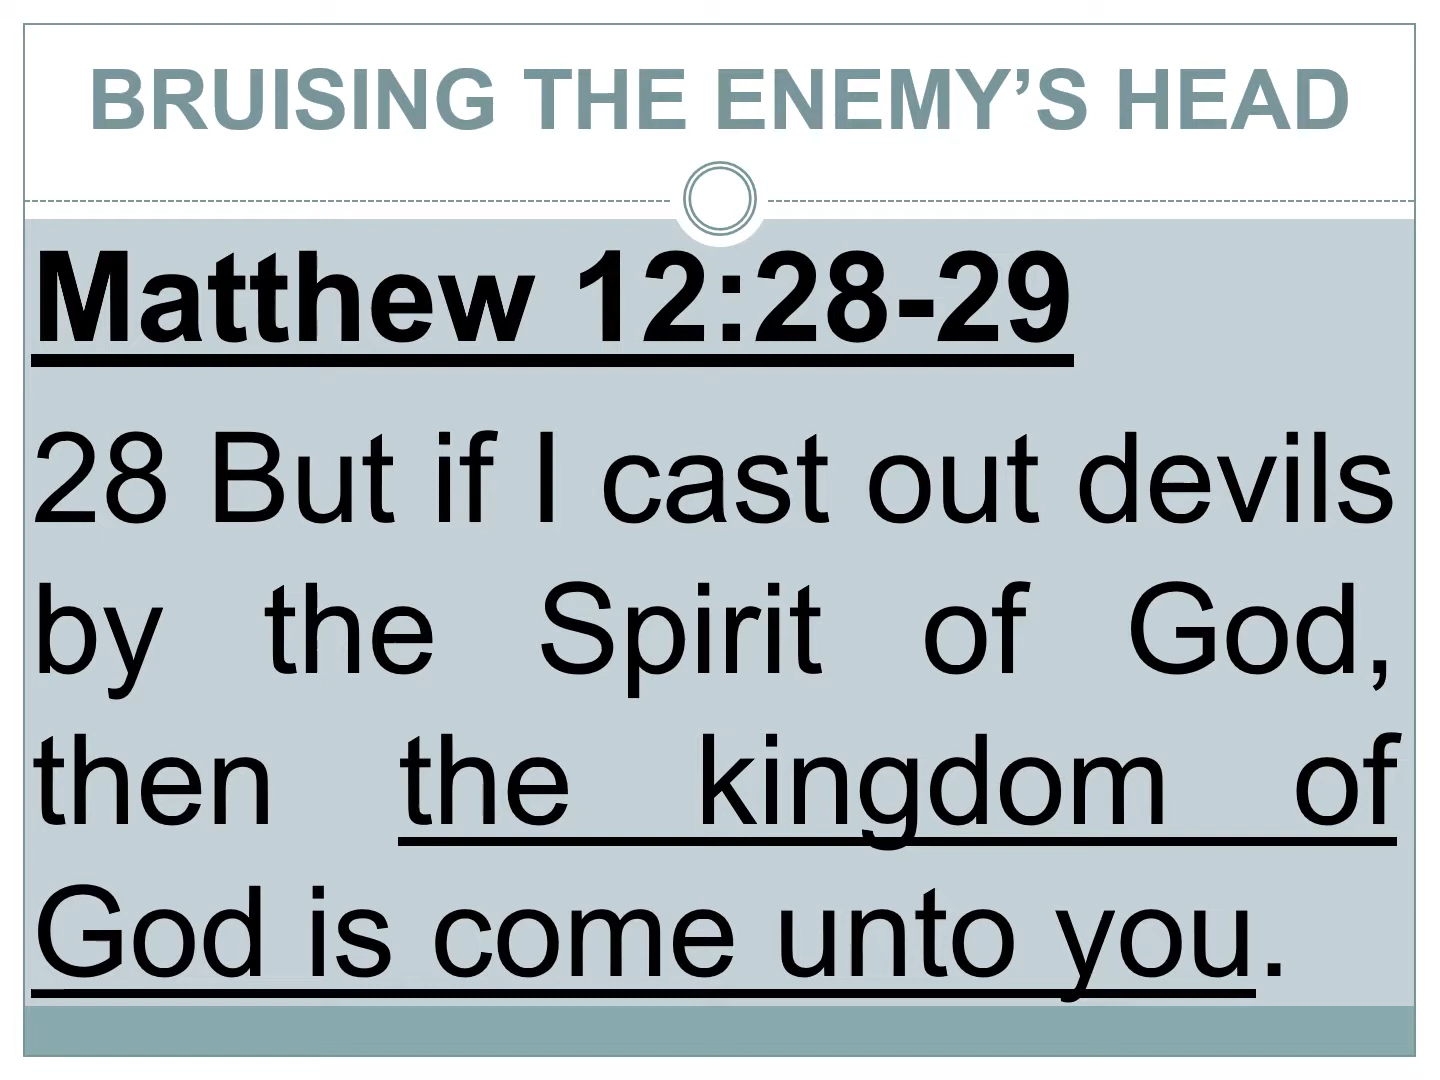 BRUISING THE ENEMY’S HEAD
Matthew 12:28-29
28 But if I cast out devils
by the Spirit of God,
then the kingdom of
God is come unto you.